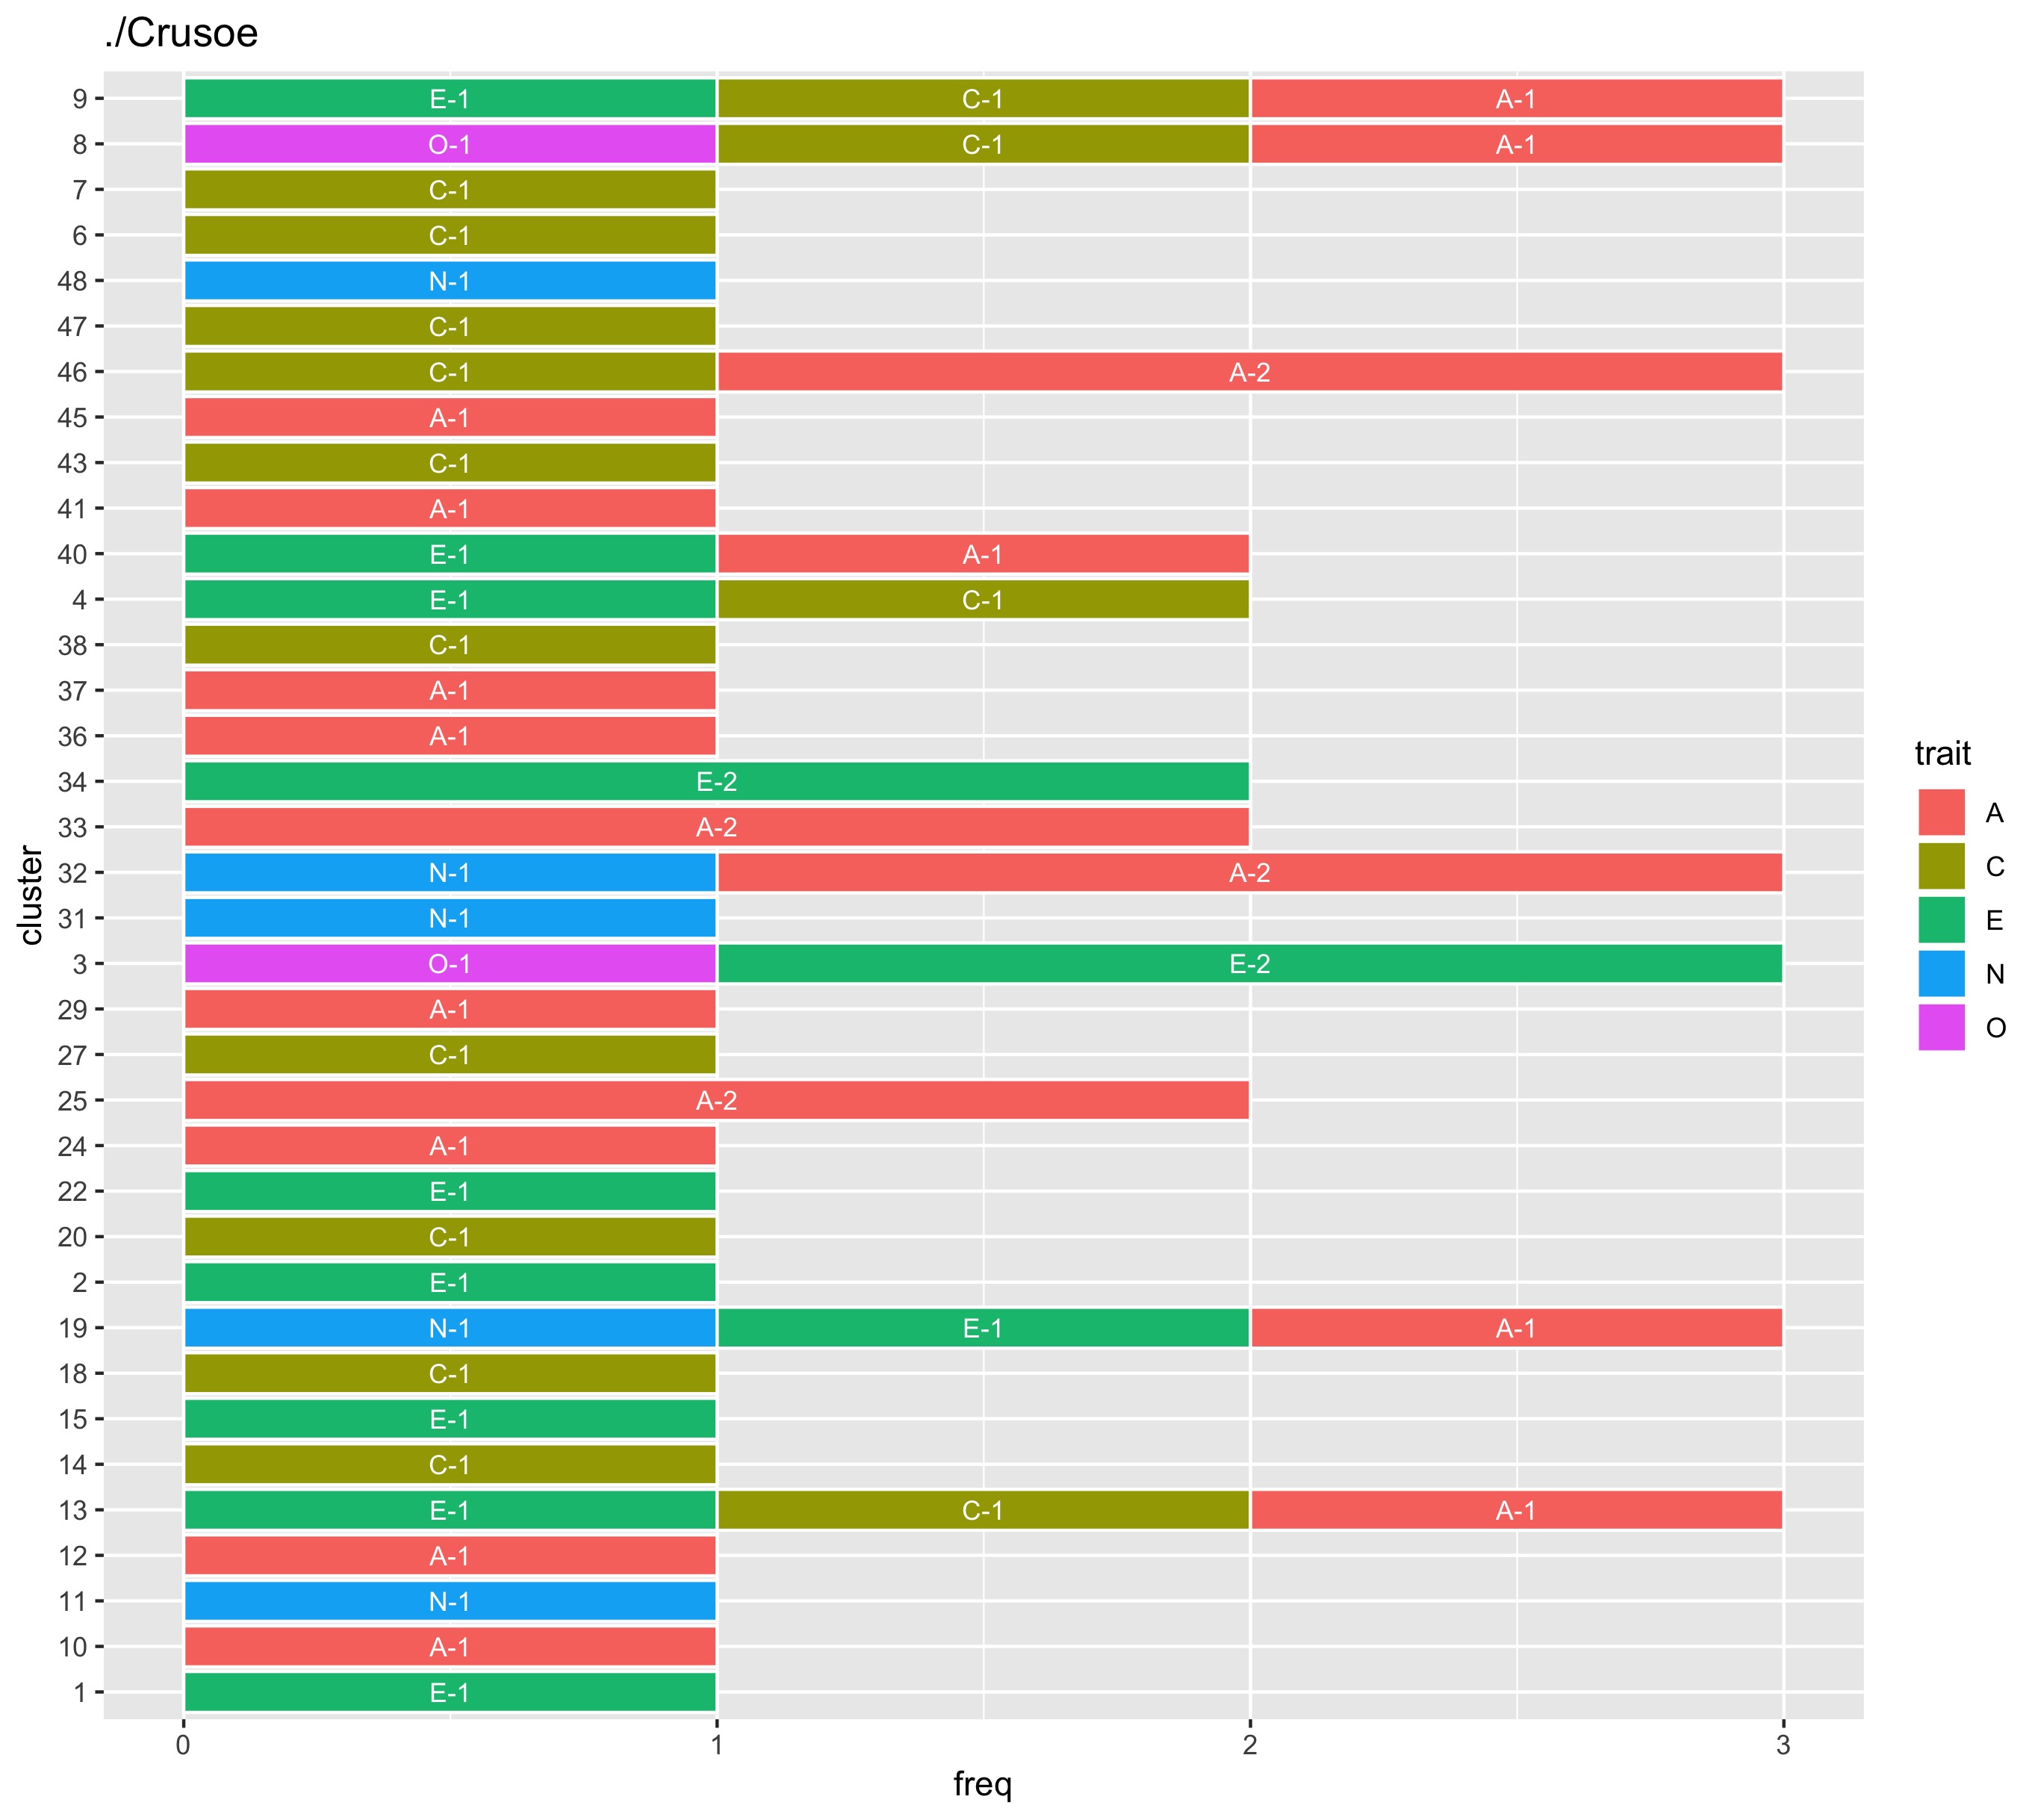 ./Crusoe
9 E-1 C-1 A-1
8 O-1 C-1 A-1
7 C-1
6 C-1
48 N-1
47 C-1
46 C-1 A-2
45 A-1
43 C-1
41 A-1
40 E-1 A-1
4 E-1 C-1
38 C-1
37 A-1
36 A-1
34 E-2
33 A-2
32 N-1 A-2
31 N-1
3 O-1 E-2
29 A-1
27 C-1
25 A-2
24 A-1
22 E-1
20 C-1
2 E-1
19 N-1 E-1 A-1
18 C-1
15 E-1
14 C-1
13 E-1 C-1 A-1
12 A-1
11 N-1
10 A-1
1 E-1
0 1 2 3
freq
cluster
trait
A
C
E
N
O